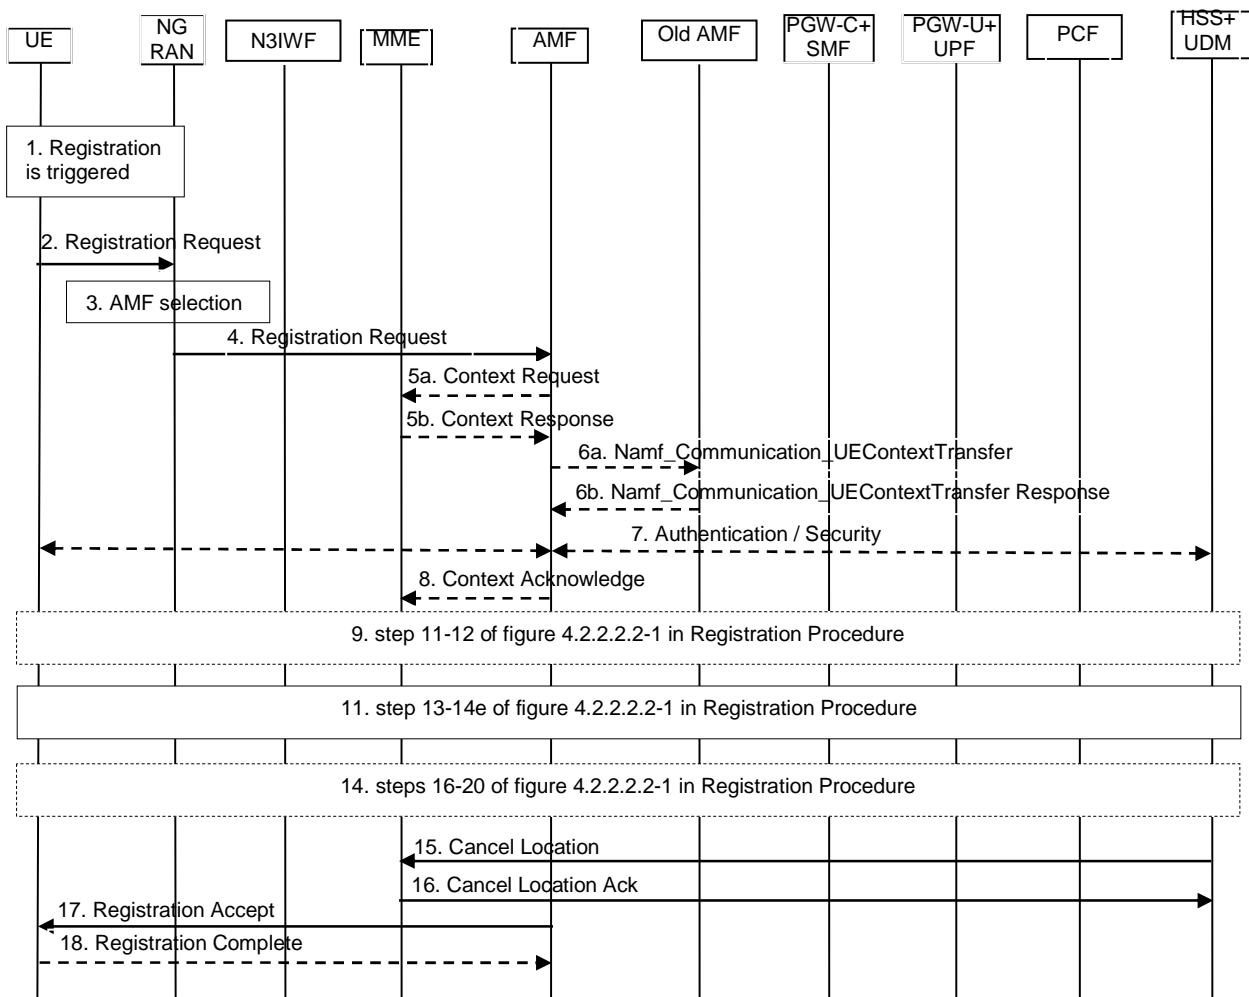 UE
NG
RAN
N3IWF
MME
AMF
Old AMF
PGW-C+
SMF
PGW-U+
UPF
PCF
HSS+
UDM
1. Registration
is triggered
2. Registration Request
3. AMF selection
4. Registration Request
5a. Context Request
5b. Context Response
6a. Namf_Communication_UEContextTransfer
6b. Namf_Communication_UEContextTransfer Response
7. Authentication / Security
8. Context Acknowledge
9. step 11-12 of figure 4.2.2.2.2-1 in Registration Procedure
11. step 13-14e of figure 4.2.2.2.2-1 in Registration Procedure
14. steps 16-20 of figure 4.2.2.2.2-1 in Registration Procedure
15. Cancel Location
16. Cancel Location Ack
17. Registration Accept
18. Registration Complete